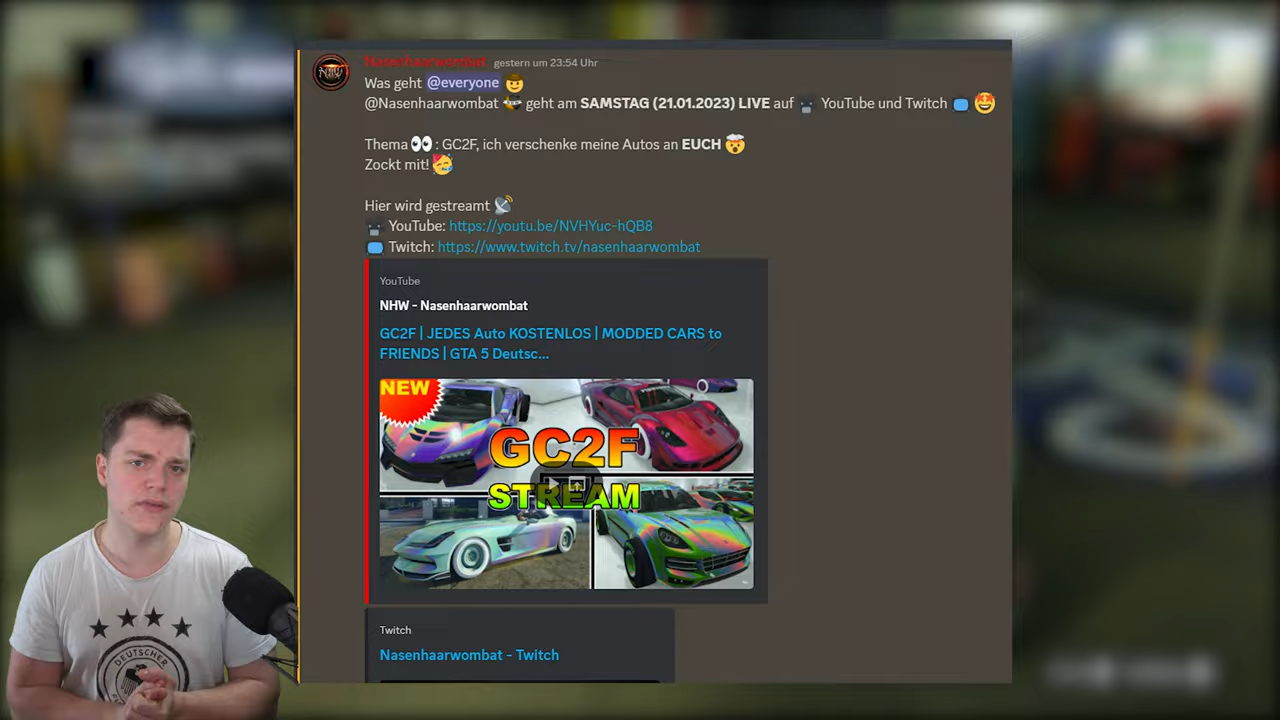 Nasenhaarwombat gestern um 23:54 Uhr
Was geht @everyone
@Nasenhaarwombat geht am SAMSTAG (21.01.2023) LIVE auf YouTube und Twitch
Thema : GC2F, ich verschenke meine Autos an EUCH
Zockt mit!
Hier wird gestreamt
YouTube: https://youtu.be/NVHYuc-hQB8
Twitch: https://www.twitch.tv/nasenhaarwombat
YouTube
NHW - Nasenhaarwombat
GC2F | JEDES Auto KOSTENLOS | MODDED CARS to
FRIENDS | GTA 5 Deutsc...
NEW
GC2F
STREAM
Twitch
Nasenhaarwombat - Twitch
NHW
DEUTSCHER